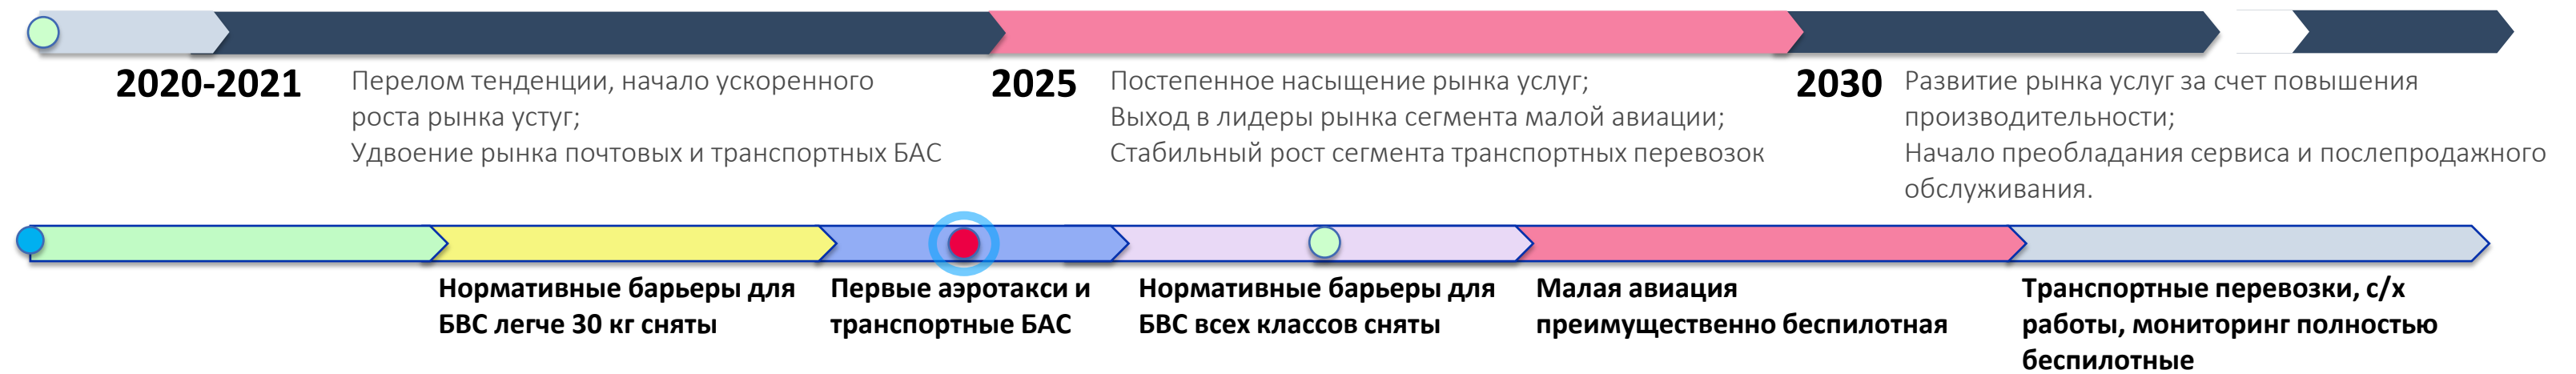 2020-2021
Перелом тенденции, начало ускоренного
роста рынка устуг;
Удвоение рынка почтовых и транспортных БАС
2025
Постепенное насыщение рынка услуг;
Выход в лидеры рынка сегмента малой авиации;
Стабильный рост сегмента транспортных перевозок
2030
Развитие рынка услуг за счет повышения
производительности;
Начало преобладания сервиса и послепродажного
обслуживания.
Нормативные барьеры для
БВС легче 30 кг сняты
Первые аэротакси и
транспортные БАС
Нормативные барьеры для
БВС всех классов сняты
Малая авиация
преимущественно беспилотная
Транспортные перевозки, с/х
работы, мониторинг полностью
беспилотные